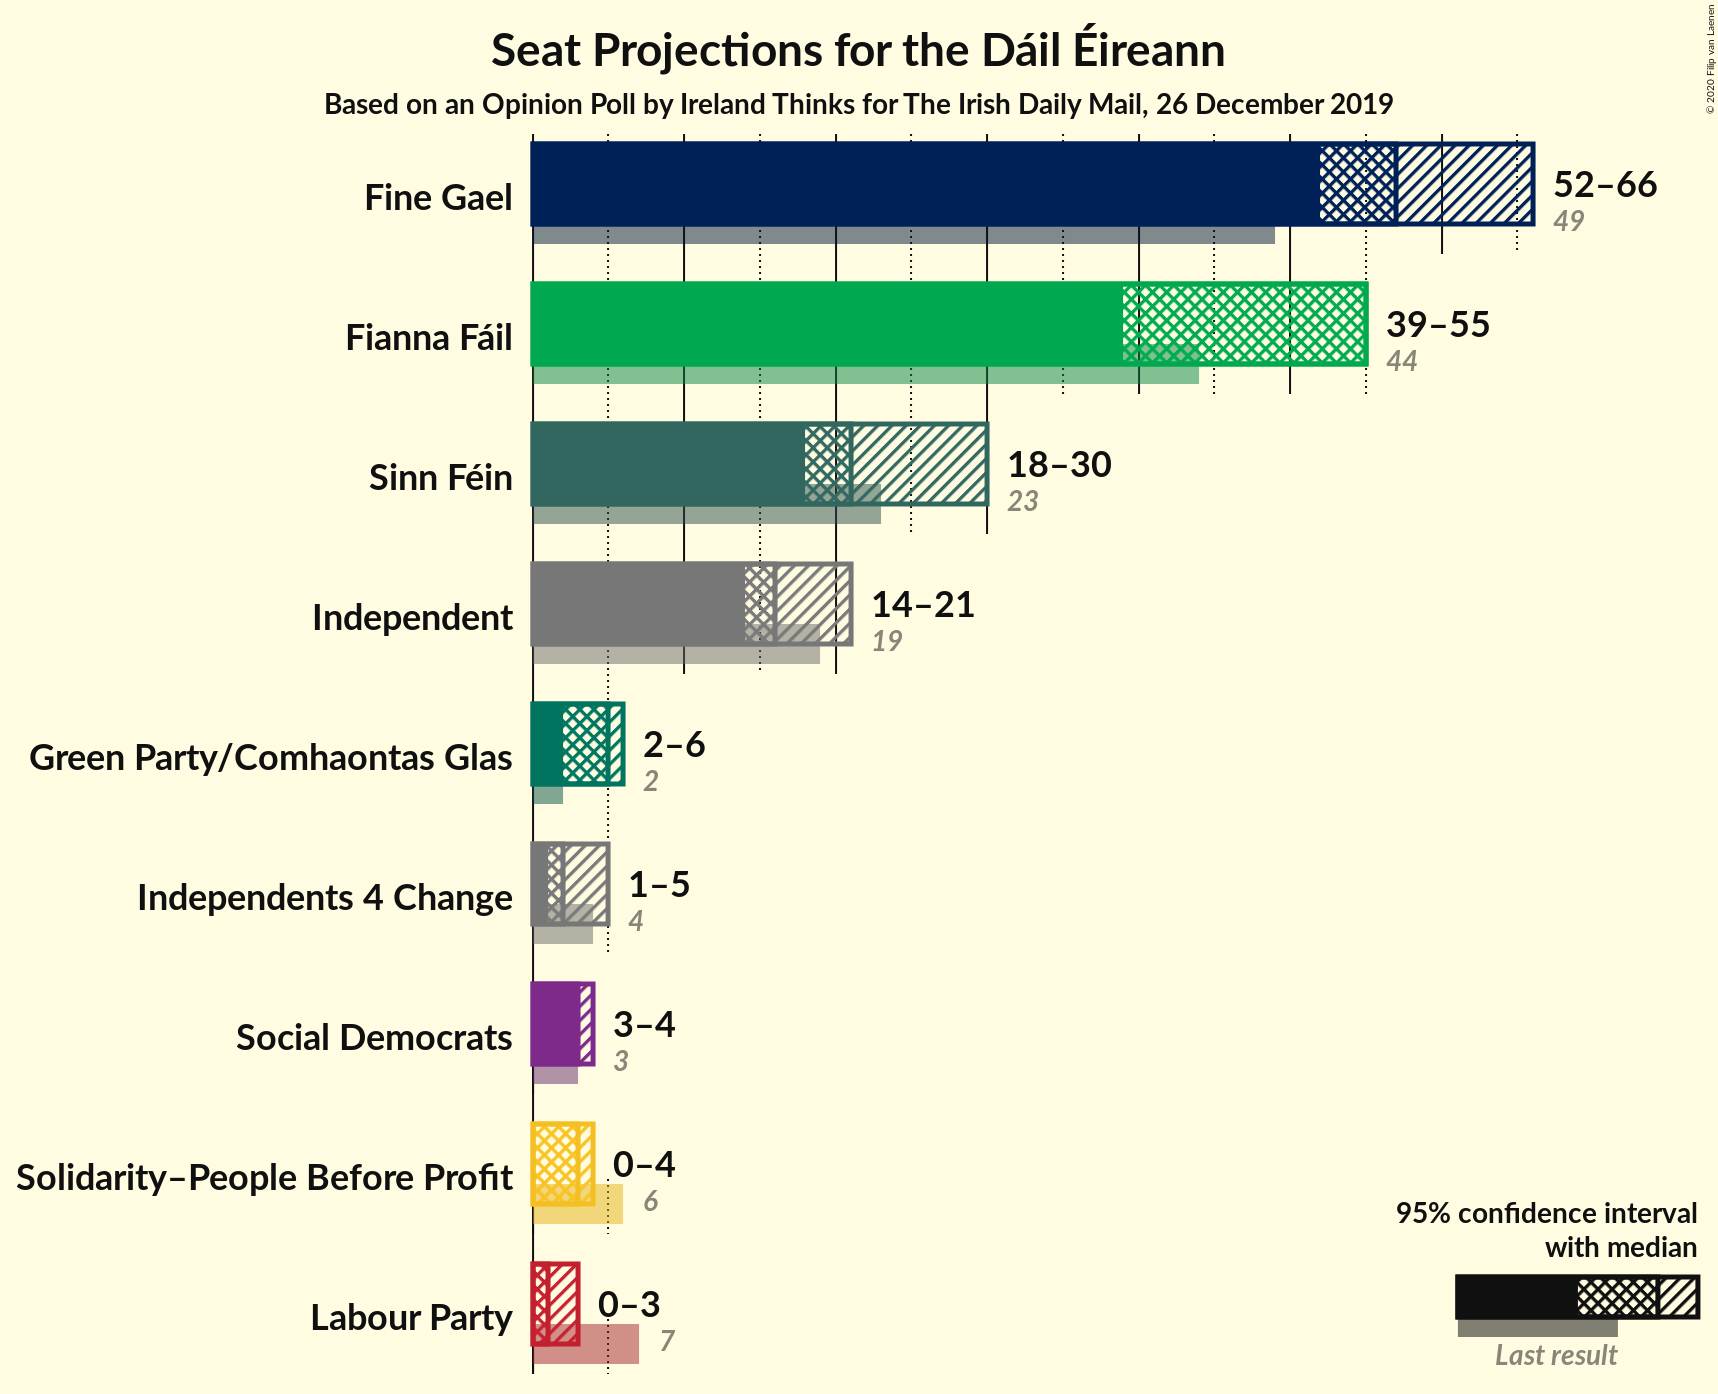 Seat Projections for the Dáil Éireann
Based on an Opinion Poll by Ireland Thinks for The Irish Daily Mail, 26 December 2019
© 2020 Filip van Laenen
Fine Gael
52–66
49
Fianna Fáil
39–55
44
Sinn Féin
18–30
23
Independent
14–21
19
Green Party/Comhaontas Glas
2–6
2
Independents 4 Change
1–5
4
Social Democrats
3–4
3
Solidarity–People Before Profit
0–4
6
Labour Party
0–3
7
95% confidence interval
with median
Last result